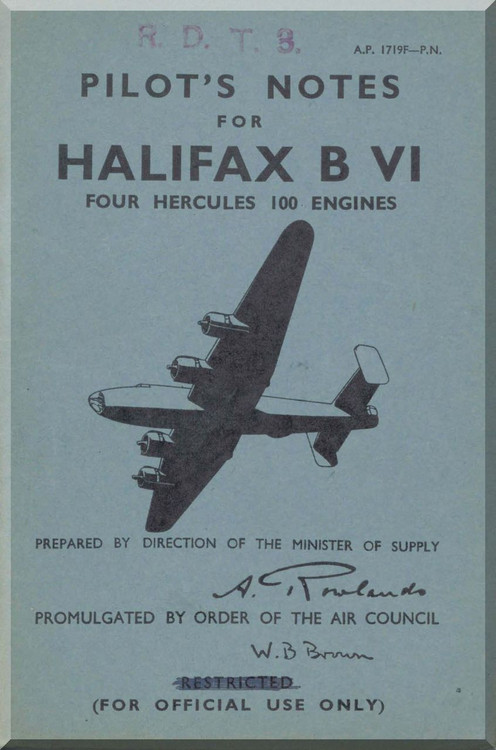 R. D. T. 3.
A.P. 1719F—P.N.
PILOT'S NOTES
FOR
HALIFAX B VI
FOUR HERCULES 100 ENGINES
PREPARED BY DIRECTION OF THE MINISTER OF SUPPLY
A. Rowlands
PROMULGATED BY ORDER OF THE AIR COUNCIL
W. B Brown
RESTRICTED
(FOR OFFICIAL USE ONLY)